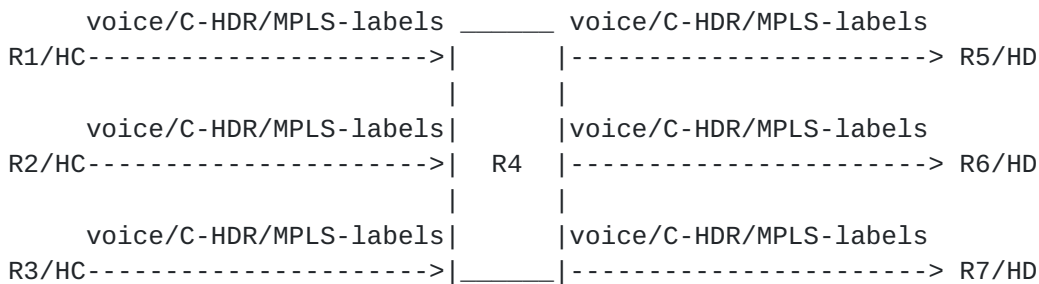 voice/C-HDR/MPLS-labels ______ voice/C-HDR/MPLS-labels
R1/HC---------------------->|      |-----------------------> R5/HD
|      |
voice/C-HDR/MPLS-labels|      |voice/C-HDR/MPLS-labels
R2/HC---------------------->|  R4  |-----------------------> R6/HD
|      |
voice/C-HDR/MPLS-labels|      |voice/C-HDR/MPLS-labels
R3/HC---------------------->|______|-----------------------> R7/HD